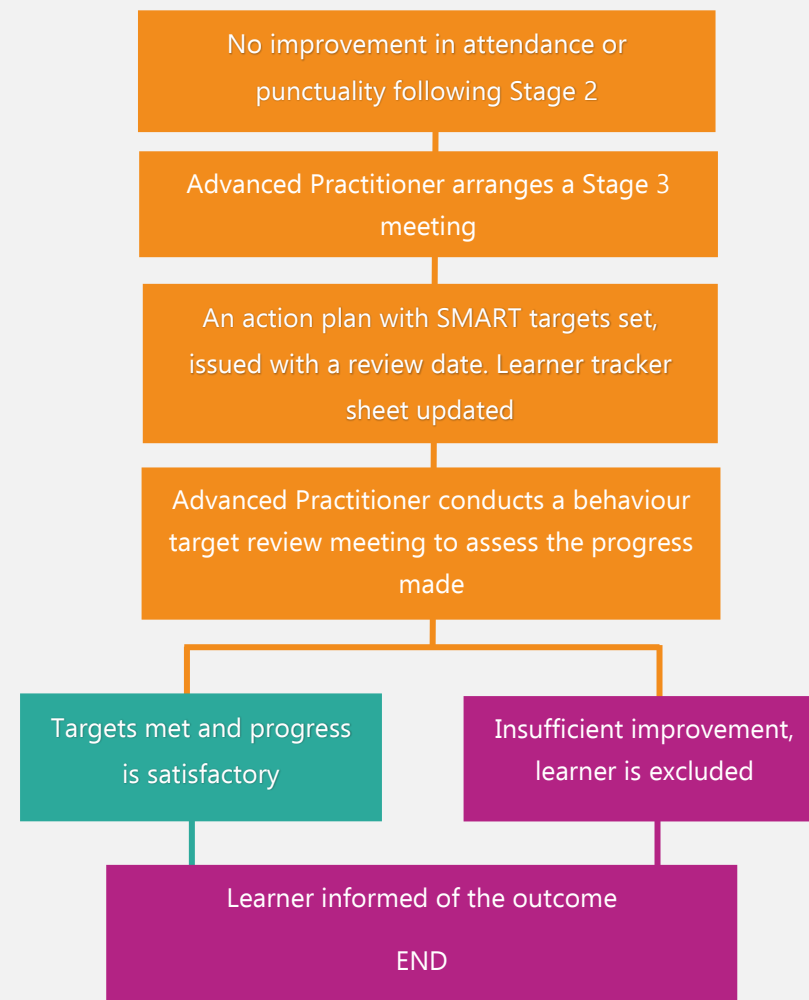 No improvement in attendance or
punctuality following Stage 2
Advanced Practitioner arranges a Stage 3
meeting
An action plan with SMART targets set,
issued with a review date. Learner tracker
sheet updated
Advanced Practitioner conducts a behaviour
target review meeting to assess the progress
made
Targets met and progress
is satisfactory
Insufficient improvement,
learner is excluded
Learner informed of the outcome
END